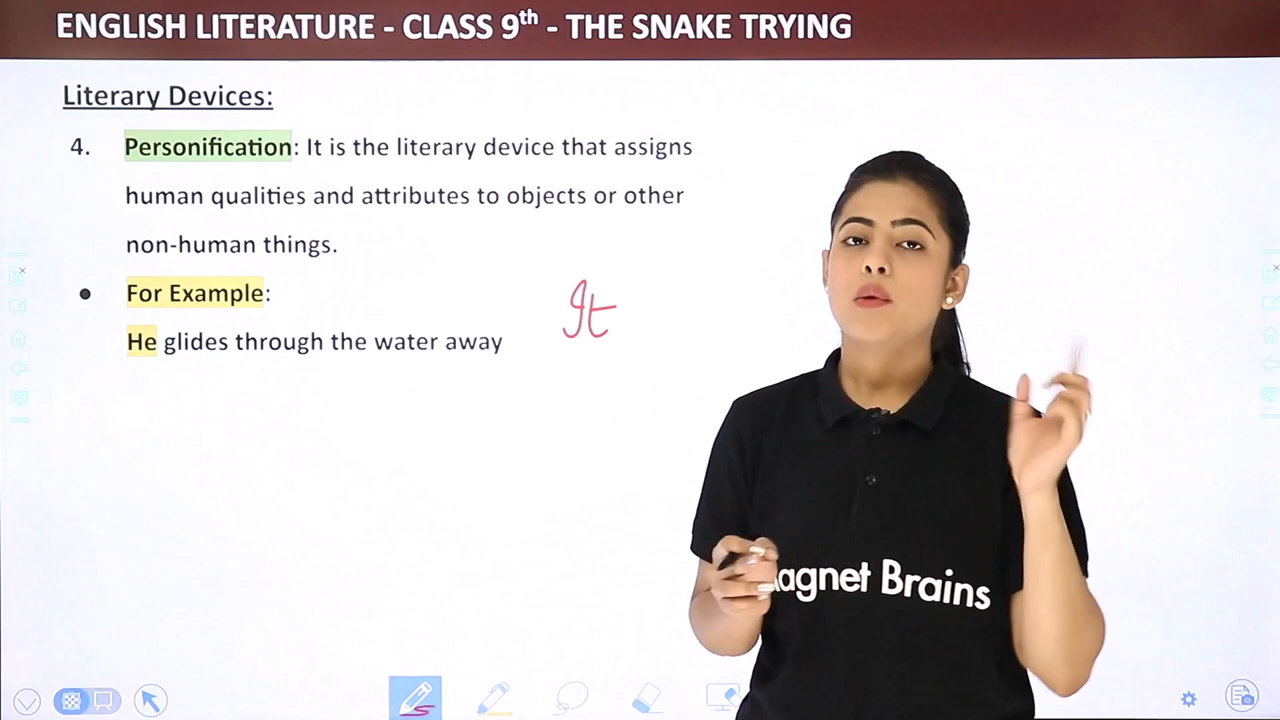 ENGLISH LITERATURE - CLASS 9th - THE SNAKE TRYING
Literary Devices:
4. Personification: It is the literary device that assigns
human qualities and attributes to objects or other
non-human things.
● For Example:
He glides through the water away
It
agnet Brains